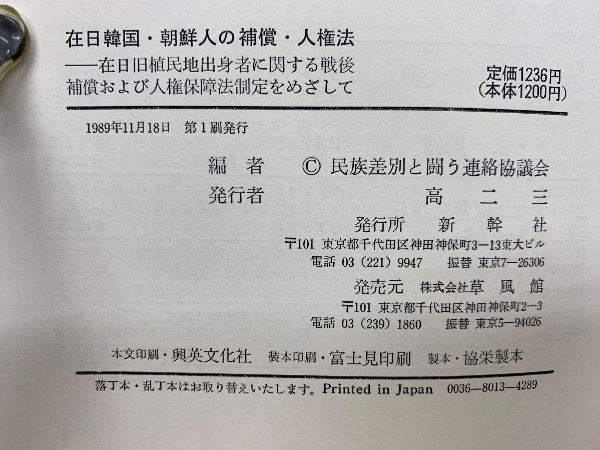 在日韓国・朝鮮人の補償・人権法
――在日旧植民地出身者に関する戦後
補償および人権保障法制定をめざして
定価1236円
(本体1200円)
1989年11月18日 第1刷発行
編者 © 民族差別と闘う連絡協議会
発行者 高二三
発行所 新幹社
〒101 東京都千代田区神田神保町3―13東大ビル
電話 03 (221) 9947 振替 東京7―26306
発売元 株式会社草風館
〒101 東京都千代田区神田神保町2―3
電話 03 (239) 1860 振替 東京5―94026
本文印刷・興英文化社 装本印刷・富士見印刷 製本・協栄製本
落丁本・乱丁本はお取り替えいたします。Printed in Japan 0036―8013―4289